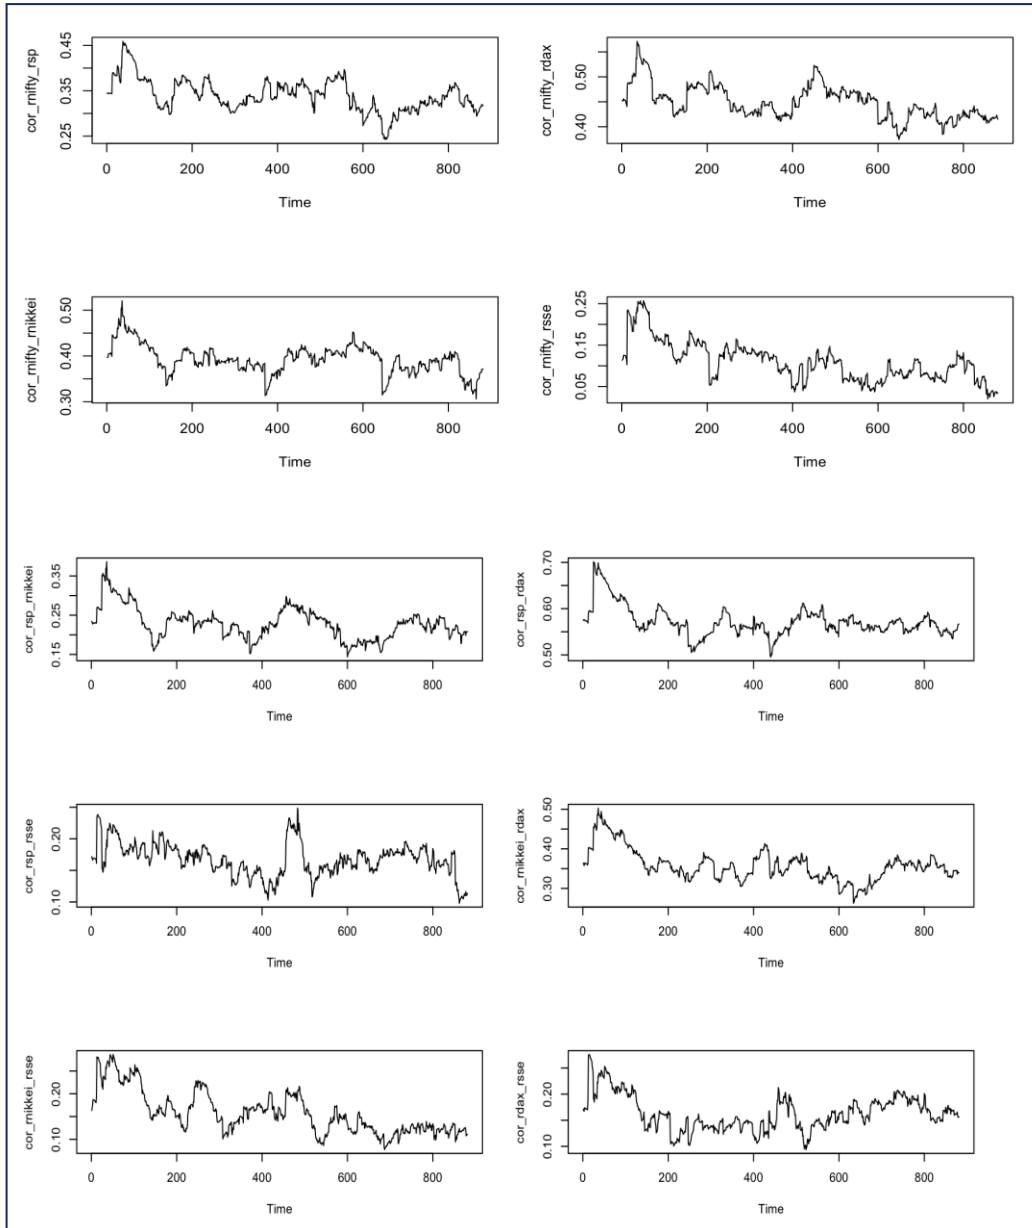 cor_rnifty_rsp
0.25 0.35 0.45
0 200 400 600 800
Time
cor_rnifty_rdax
0.40 0.50
0 200 400 600 800
Time
cor_rnifty_rnikkei
0.30 0.40 0.50
0 200 400 600 800
Time
cor_rnifty_rsse
0.05 0.15 0.25
0 200 400 600 800
Time
cor_rsp_rnikkei
0.15 0.25 0.35
0 200 400 600 800
Time
cor_rsp_rdax
0.50 0.60 0.70
0 200 400 600 800
Time
cor_rsp_rsse
0.10 0.20
0 200 400 600 800
Time
cor_rnikkei_rdax
0.30 0.40 0.50
0 200 400 600 800
Time
cor_rnikkei_rsse
0.10 0.20
0 200 400 600 800
Time
cor_rdax_rsse
0.10 0.20
0 200 400 600 800
Time